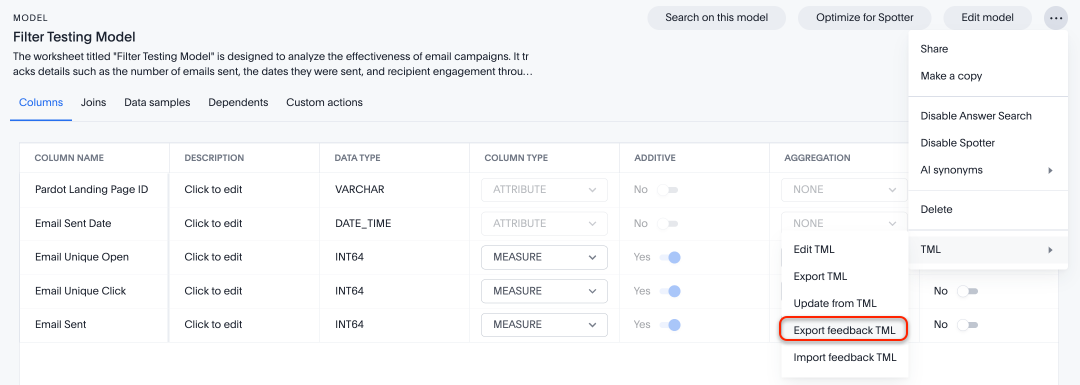 MODEL
Search on this model
Optimize for Spotter
Edit model
Filter Testing Model
The worksheet titled "Filter Testing Model" is designed to analyze the effectiveness of email campaigns. It tr
acks details such as the number of emails sent, the dates they were sent, and recipient engagement throu...
Columns
Joins
Data samples
Dependents
Custom actions
Share
Make a copy
Disable Answer Search
Disable Spotter
AI synonyms
Delete
TML
COLUMN NAME DESCRIPTION DATA TYPE COLUMN TYPE ADDITIVE AGGREGATION
Pardot Landing Page ID Click to edit VARCHAR ATTRIBUTE No NONE
Email Sent Date Click to edit DATE_TIME ATTRIBUTE No NONE
Email Unique Open Click to edit INT64 MEASURE Yes
Email Unique Click Click to edit INT64 MEASURE Yes No
Email Sent Click to edit INT64 MEASURE Yes No
Edit TML
Export TML
Update from TML
Export feedback TML
Import feedback TML